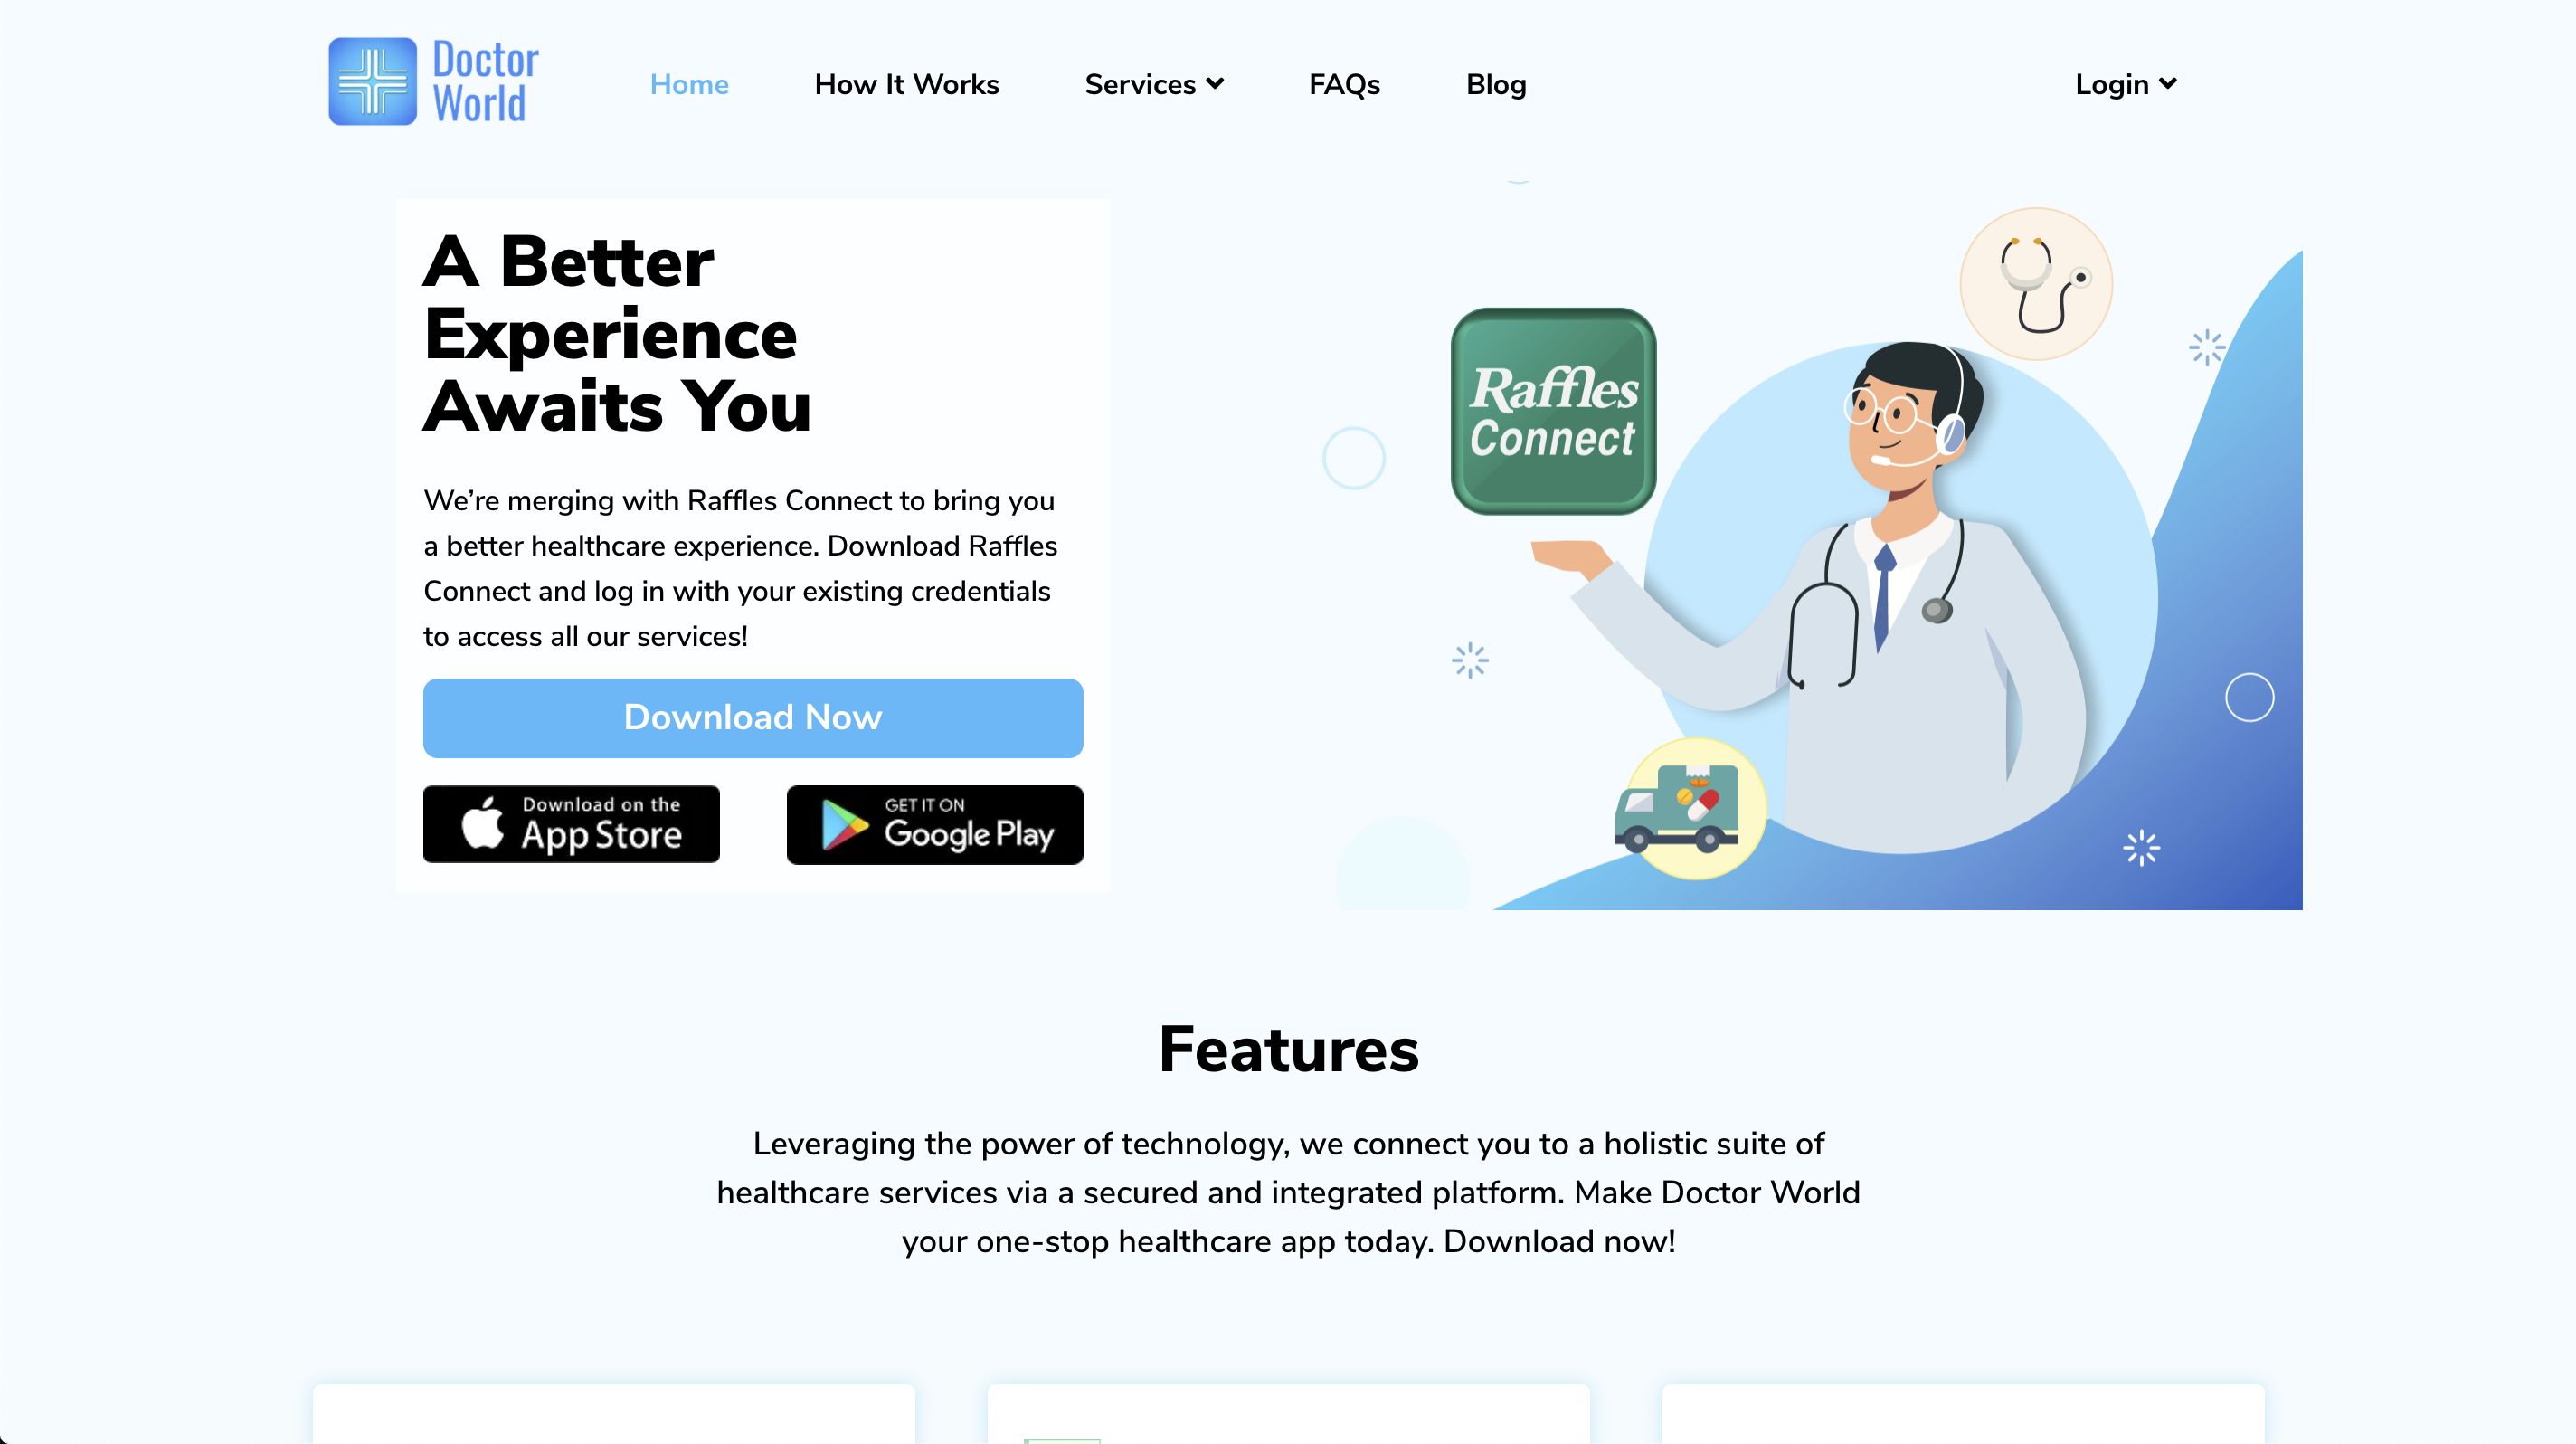 Doctor
World
Home
How It Works
Services
FAQs
Blog
Login
A Better
Experience
Awaits You
We’re merging with Raffles Connect to bring you
a better healthcare experience. Download Raffles
Connect and log in with your existing credentials
to access all our services!
Download Now
Download on the
App Store
GET IT ON
Google Play
Raffles
Connect
Features
Leveraging the power of technology, we connect you to a holistic suite of
healthcare services via a secured and integrated platform. Make Doctor World
your one-stop healthcare app today. Download now!